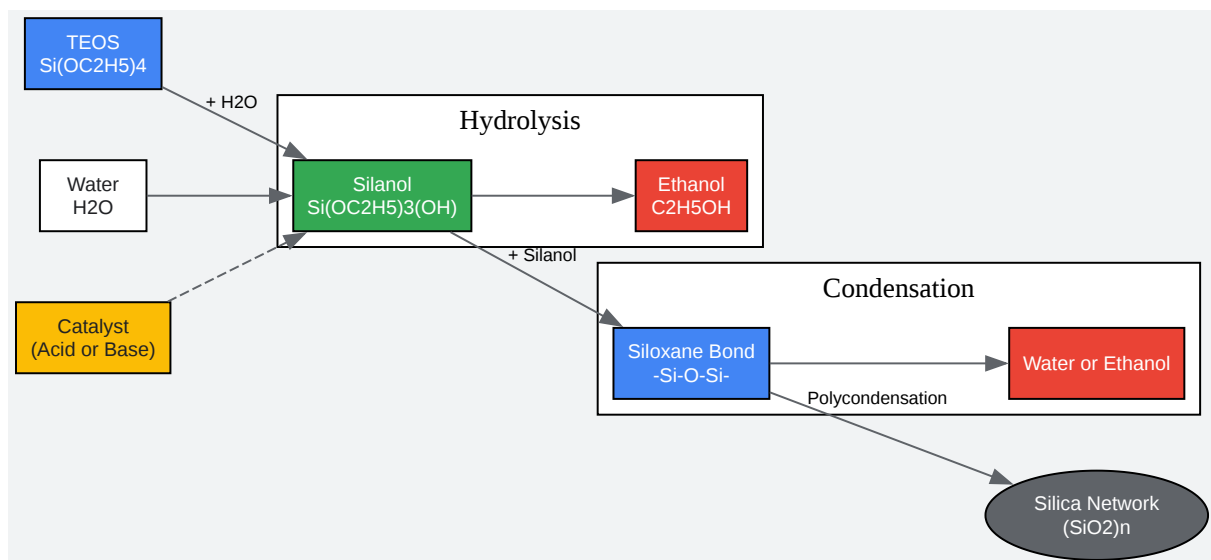 TEOS
Si(OC2H5)4
+ H2O
Hydrolysis
Water
H2O
Silanol
Si(OC2H5)3(OH)
Ethanol
C2H5OH
+ Silanol
Condensation
Catalyst
(Acid or Base)
Siloxane Bond
-Si-O-Si-
Water or Ethanol
Polycondensation
Silica Network
(SiO2)n